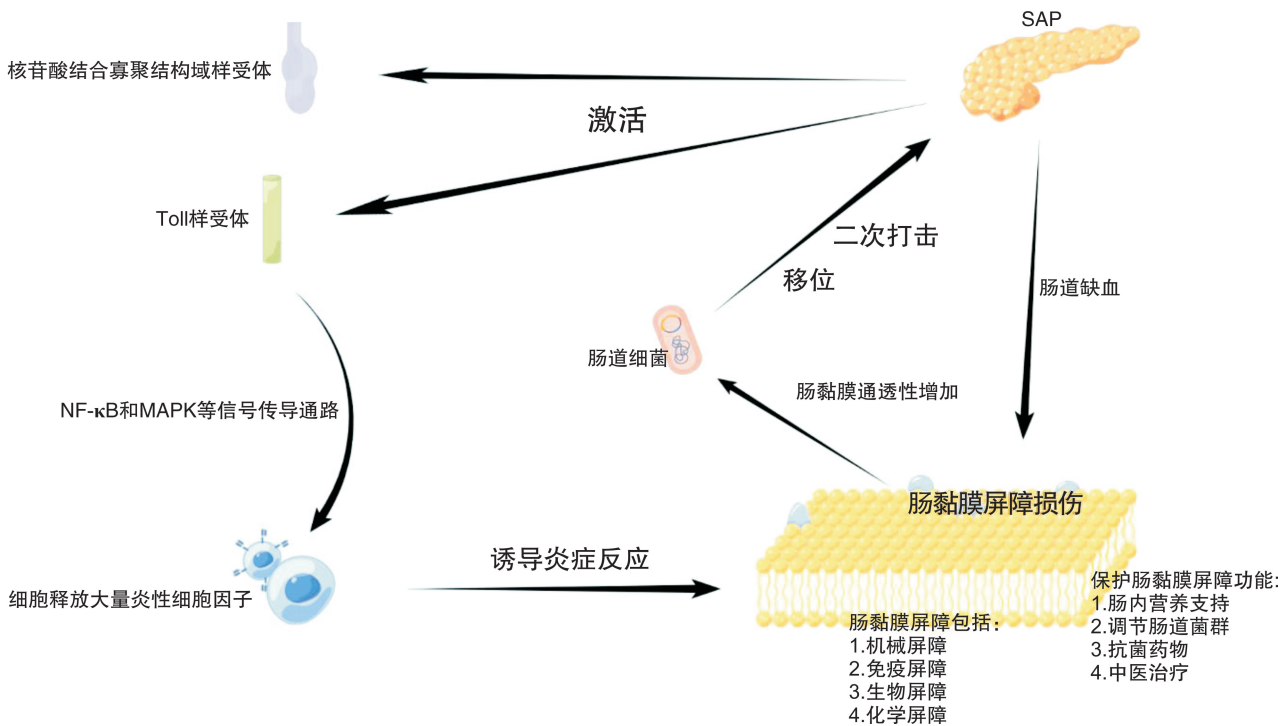 SAP
核苷酸结合寡聚结构域样受体
激活
Toll样受体
二次打击
移位
肠道缺血
肠道细菌
肠黏膜通透性增加
NF-κB和MAPK等信号传导通路
肠黏膜屏障损伤
诱导炎症反应
细胞释放大量炎性细胞因子
保护肠黏膜屏障功能:
1.肠内营养支持
2.调节肠道菌群
3.抗菌药物
4.中医治疗
肠黏膜屏障包括:
1.机械屏障
2.免疫屏障
3.生物屏障
4.化学屏障